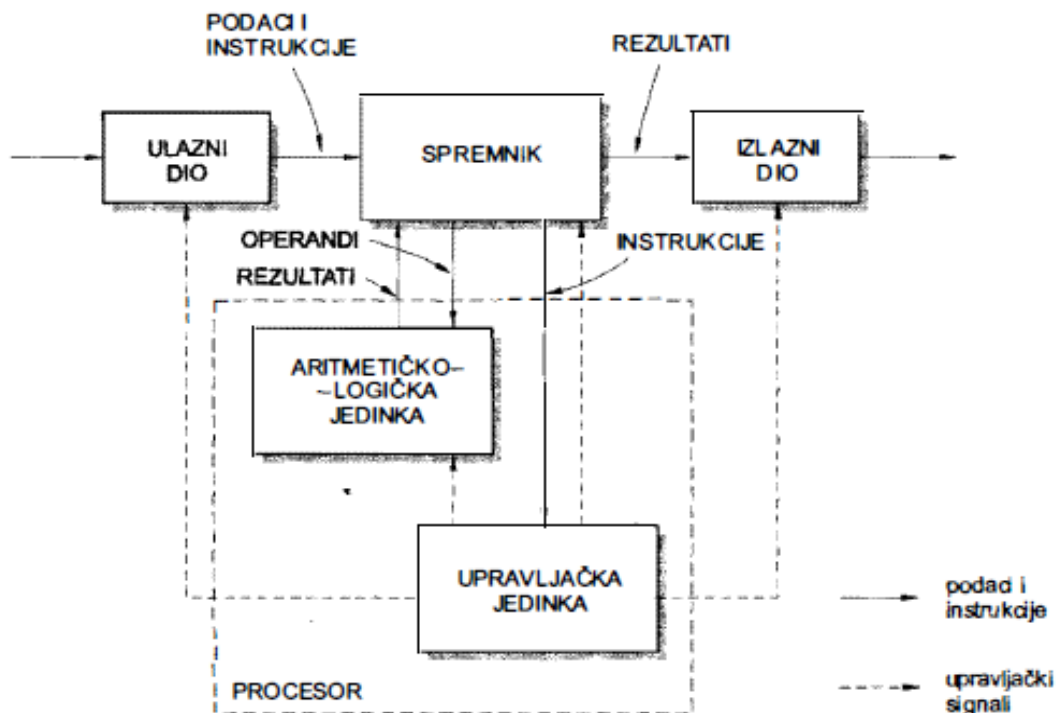 PODACI I
INSTRUKCIJE
REZULTATI
ULAZNI
DIO
SPREMNIK
IZLAZNI
DIO
OPERANDI
INSTRUKCIJE
REZULTATI
ARITMETIČKO–
–LOGIČKA
JEDINKA
UPRAVLJAČKA
JEDINKA
podaci i
instrukcije
PROCESOR
upravljački
signali